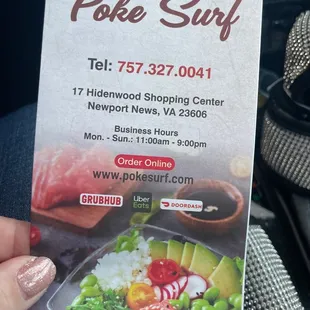 Poke Surf
Tel: 757.327.0041
17 Hidenwood Shopping Center
Newport News, VA 23606
Business Hours
Mon. - Sun.: 11:00am - 9:00pm
Order Online
www.pokesurf.com
GRUBHUB
Uber
Eats
DOORDASH